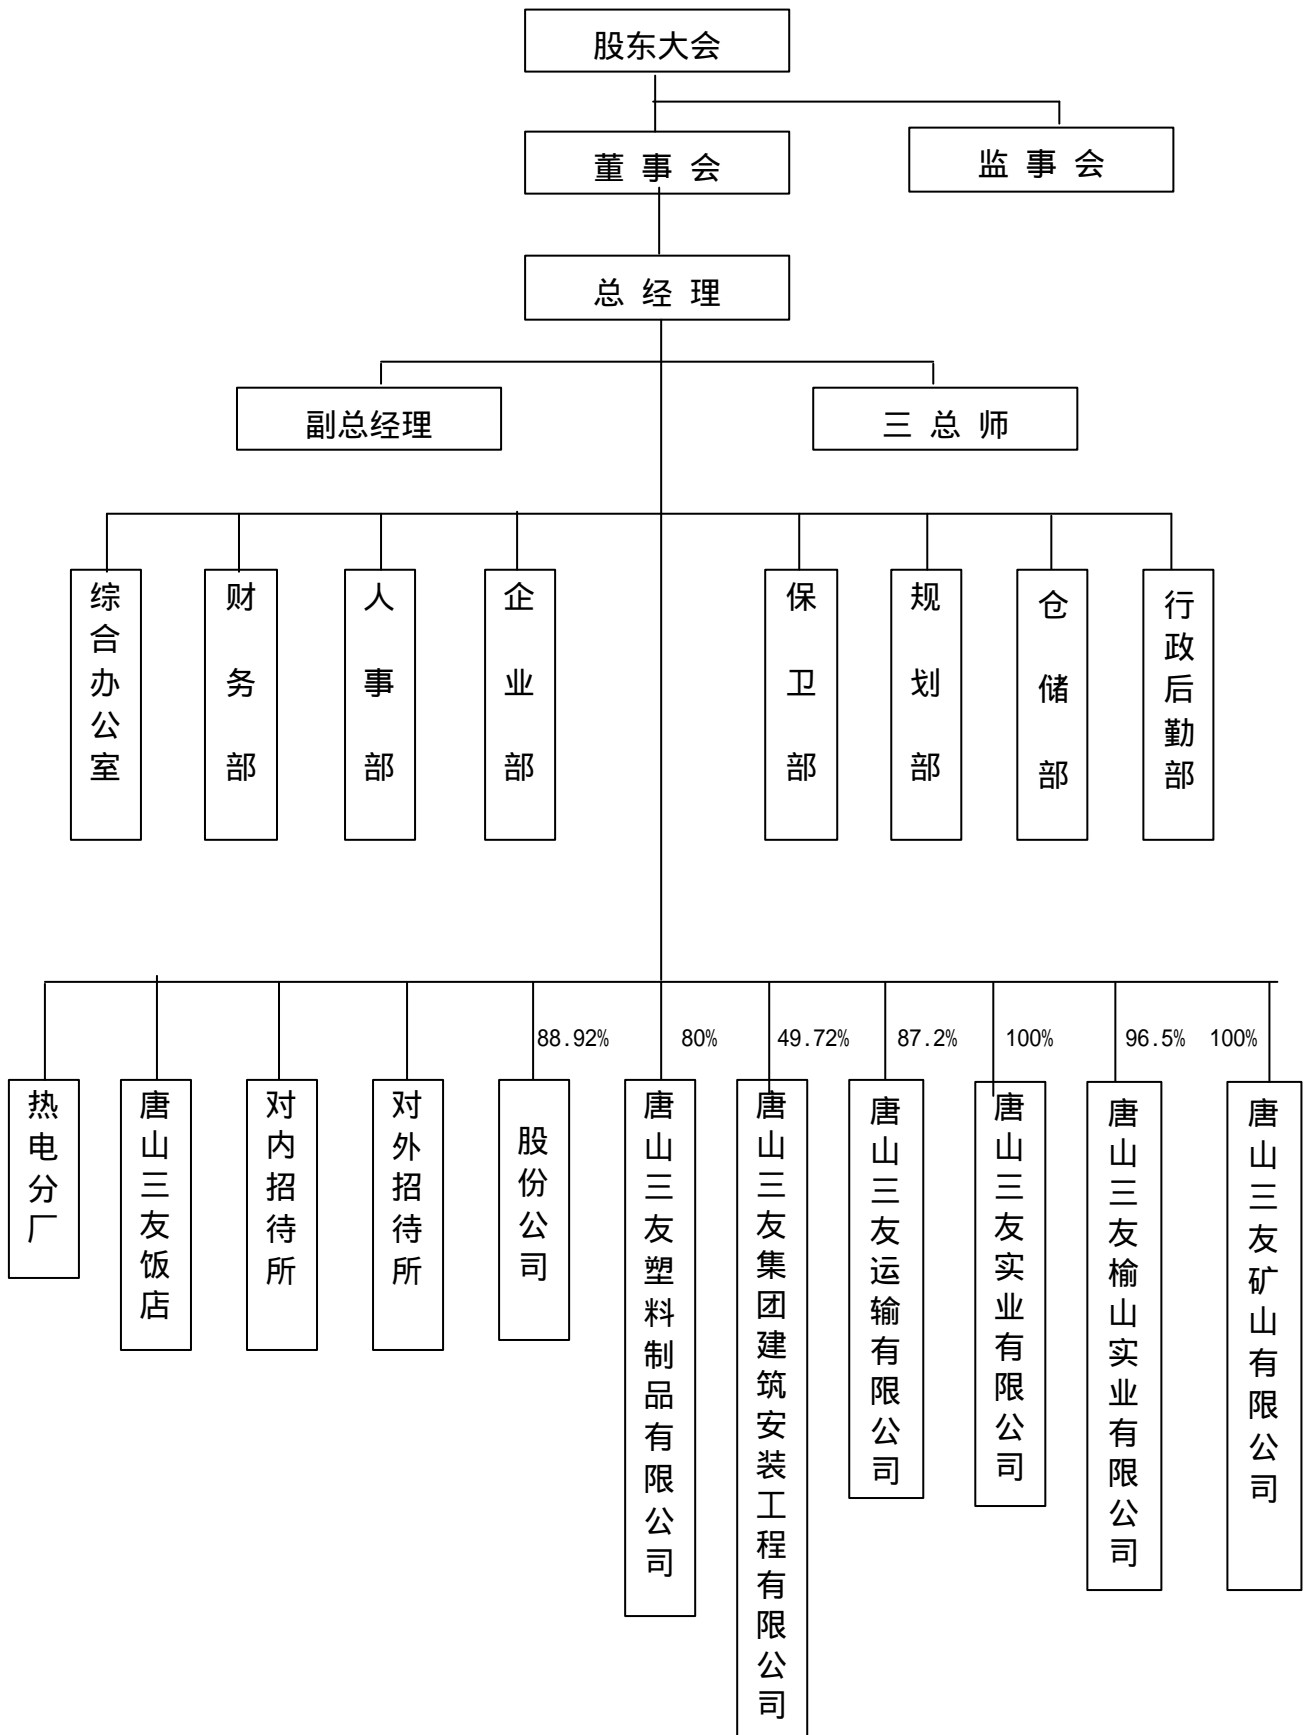 股东大会
董 事 会
监 事 会
总 经 理
副总经理
三 总 师
综合办公室
财务部
人事部
企业部
保卫部
规划部
仓储部
行政后勤部
88.92%
80%
49.72%
87.2%
100%
96.5%
100%
热电分厂
唐山三友饭店
对内招待所
对外招待所
股份公司
唐山三友塑料制品有限公司
唐山三友集团建筑安装工程有限公司
唐山三友运输有限公司
唐山三友实业有限公司
唐山三友榆山实业有限公司
唐山三友矿山有限公司